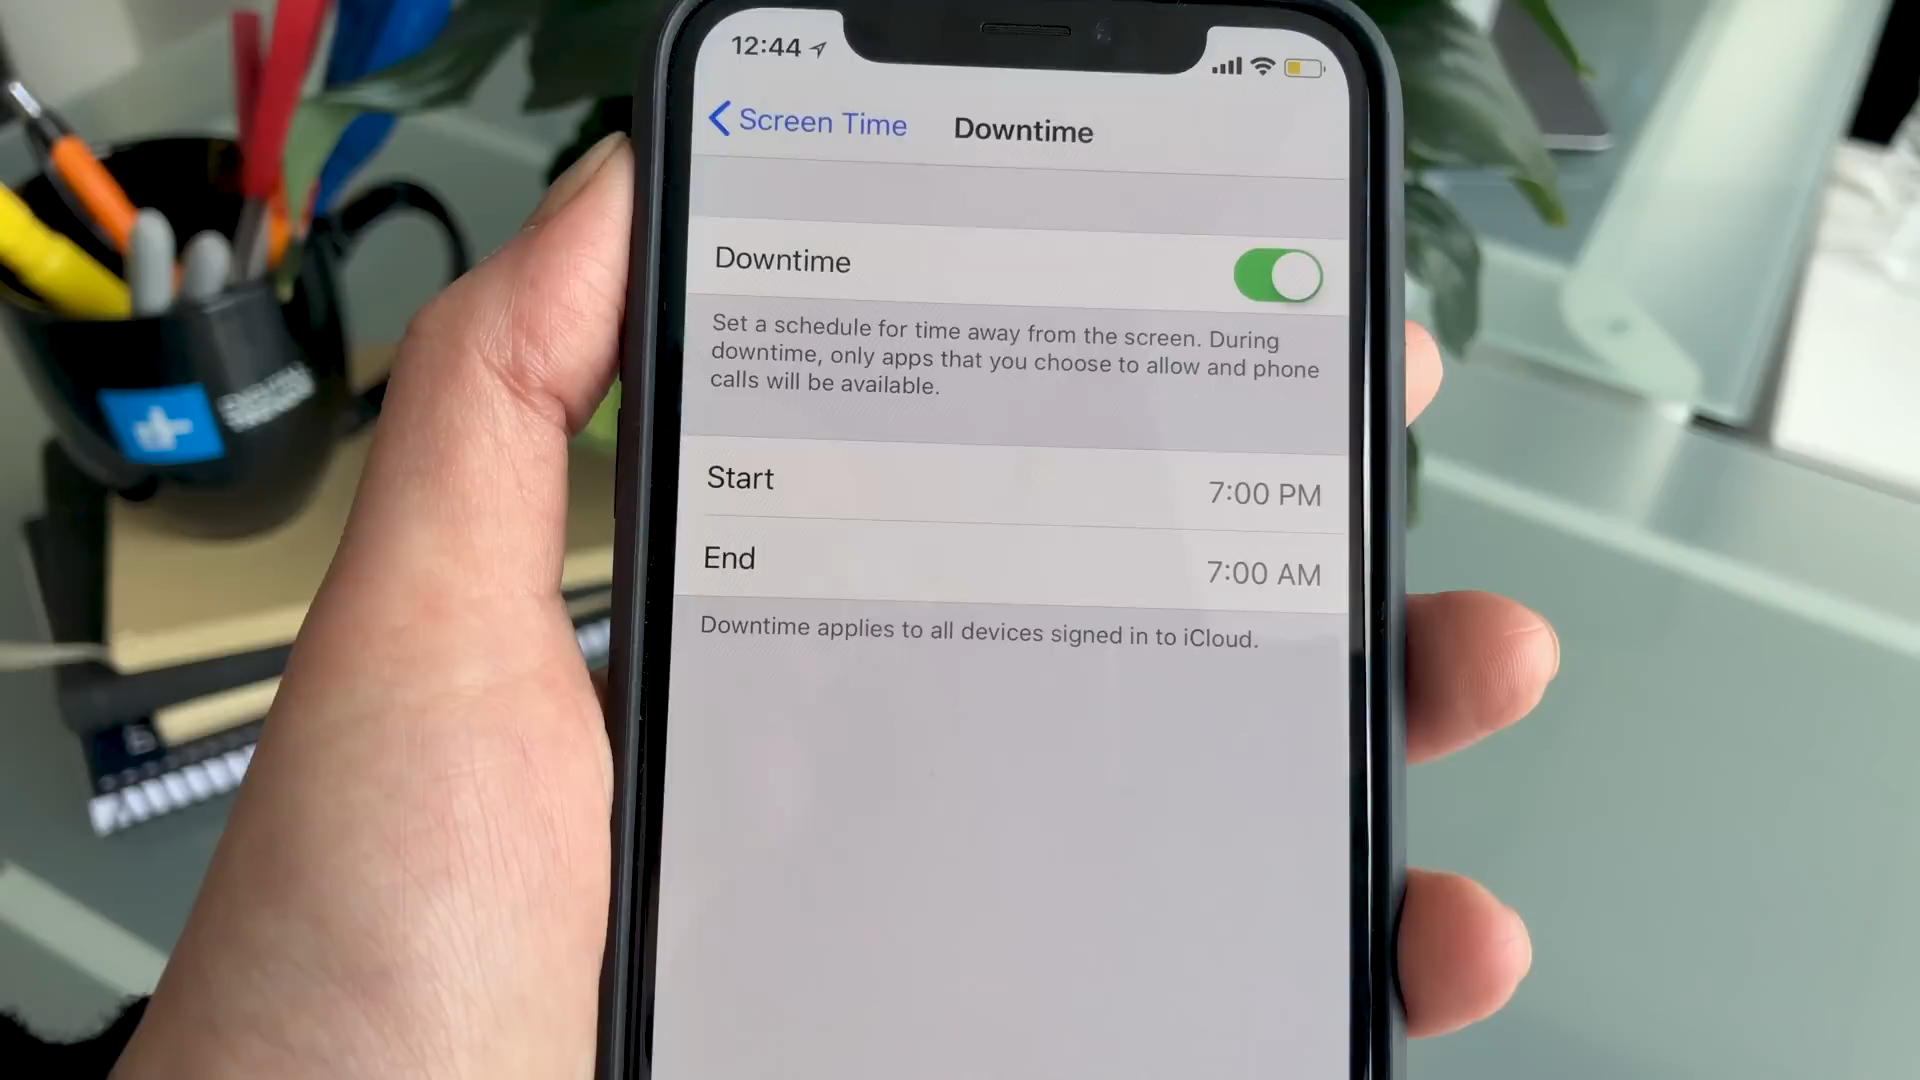 12:44
Screen Time
Downtime
Downtime
Set a schedule for time away from the screen. During
downtime, only apps that you choose to allow and phone
calls will be available.
Start
7:00 PM
End
7:00 AM
Downtime applies to all devices signed in to iCloud.